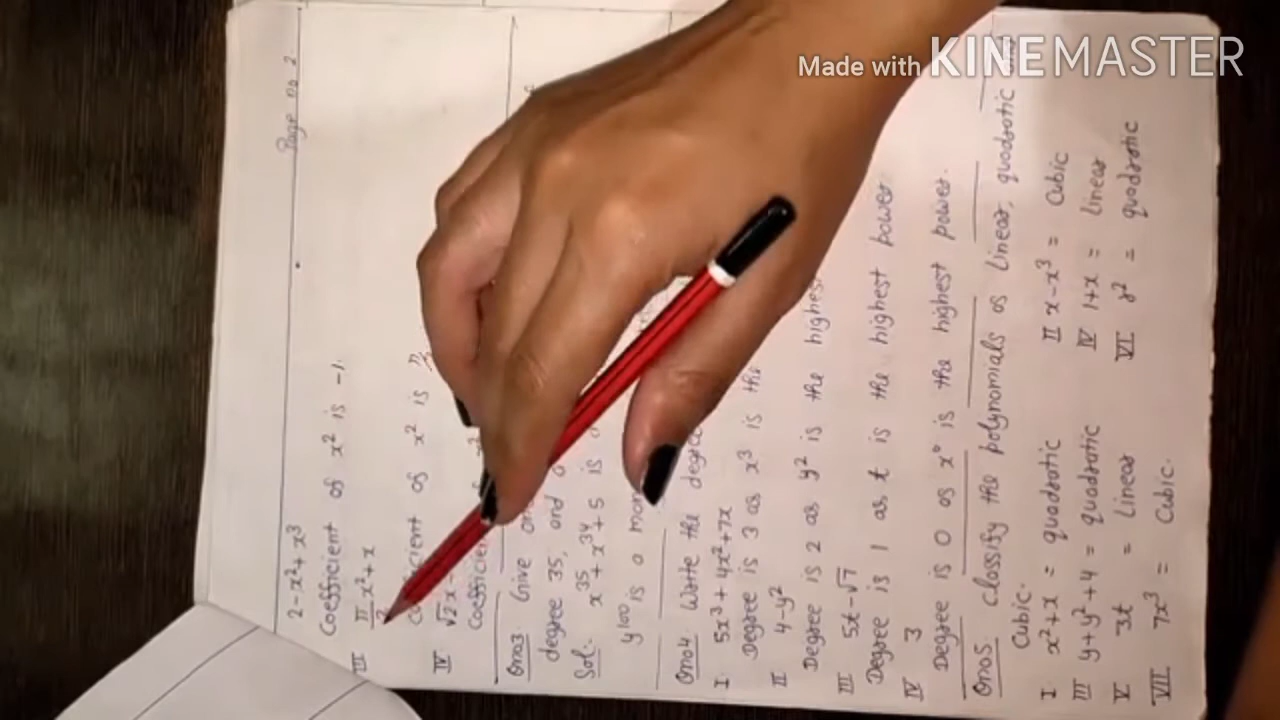 Made with KINEMASTER
Page no 2
2-x²+x³
Coefficient of x² is -1.
III π/2 x²+x
Coefficient of x² is π/2
IV √2x-
Coefficient
Qno3. Give
degree 35, and
Sol. x³⁵+x³⁴+5 is
y¹⁰⁰ is a
Qno4 Write the degree
I 5x³+4x²+7x
Degree is 3 as x³ is the
II 4-y²
Degree is 2 as y² is the highest
III 5t-√7
Degree is 1 as t is the highest power.
IV 3
Degree is 0 as x⁰ is the highest power.
Qno5 Classify the polynomials as linear, quadratic and
Cubic.
I x²+x = quadratic II x-x³ = Cubic
III y+y²+4 = quadratic IV 1+x = linear
V 3t = linear VI r² = quadratic
VII 7x³ = Cubic.